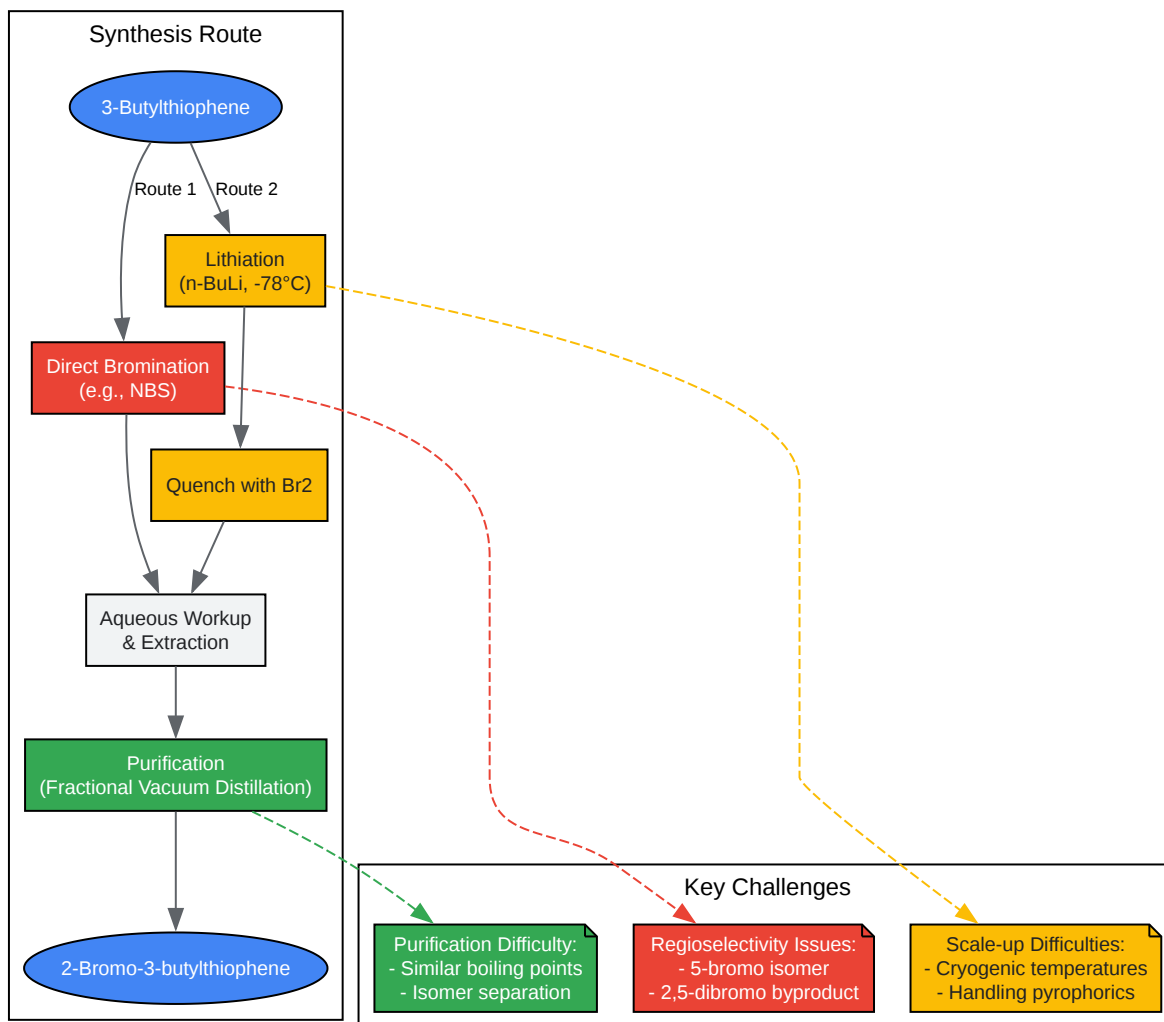 Synthesis Route
3-Butylthiophene
Route 1
Route 2
Lithiation
(n-BuLi, -78°C)
Direct Bromination
(e.g., NBS)
Quench with Br2
Aqueous Workup
& Extraction
Purification
(Fractional Vacuum Distillation)
2-Bromo-3-butylthiophene
Key Challenges
Purification Difficulty:
- Similar boiling points
- Isomer separation
Regioselectivity Issues:
- 5-bromo isomer
- 2,5-dibromo byproduct
Scale-up Difficulties:
- Cryogenic temperatures
- Handling pyrophorics